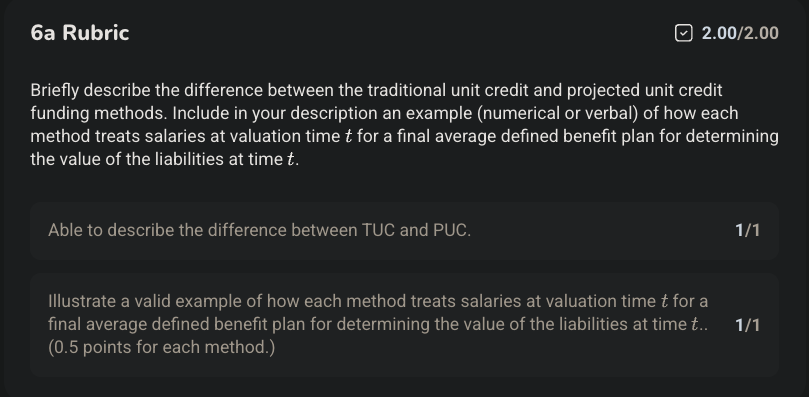 6a Rubric
2.00/2.00
Briefly describe the difference between the traditional unit credit and projected unit credit
funding methods. Include in your description an example (numerical or verbal) of how each
method treats salaries at valuation time t for a final average defined benefit plan for determining
the value of the liabilities at time t.
Able to describe the difference between TUC and PUC.
1/1
Illustrate a valid example of how each method treats salaries at valuation time t for a
final average defined benefit plan for determining the value of the liabilities at time t..
(0.5 points for each method.)
1/1